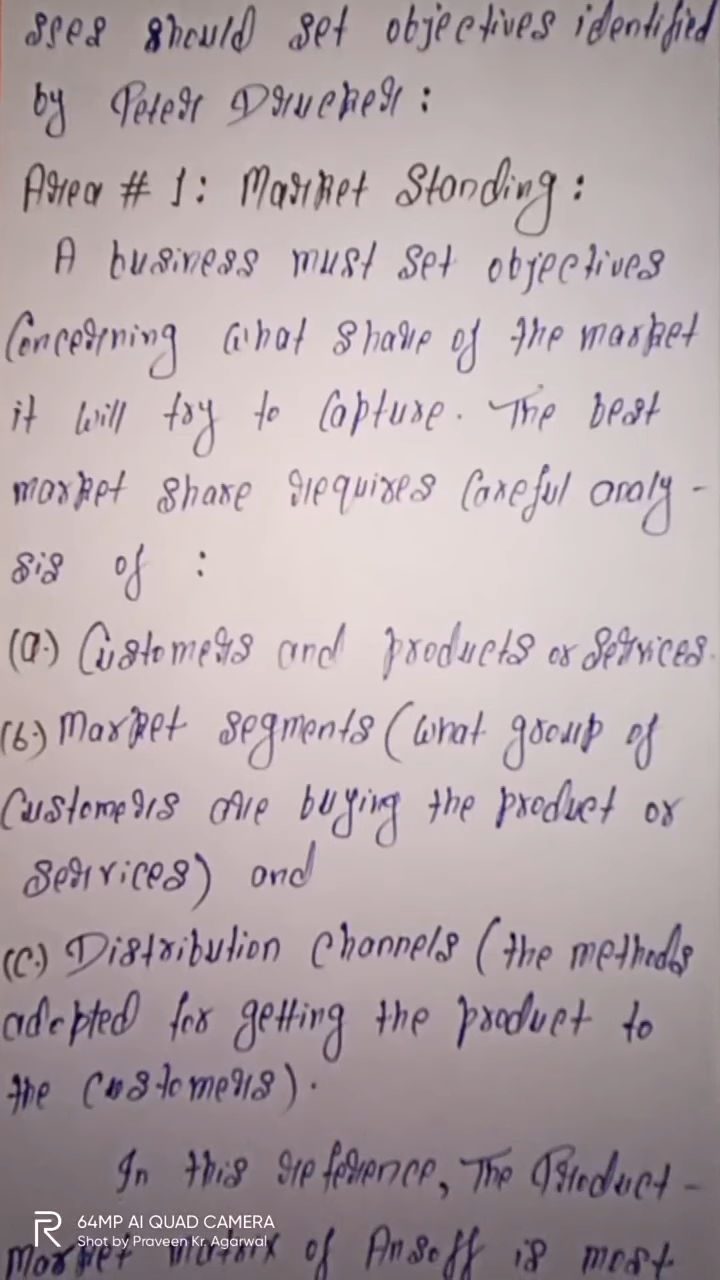 sses should set objectives identified
by Peter Drucker :
Area # 1 : Market Standing :
A business must set objectives
Concerning what share of the market
it will try to Capture. The best
market share requires Careful analy -
sis of :
(a.) Customers and products or services.
(b.) Market segments (what group of
Customers are buying the product or
services) and
(C.) Distribution Channels (the methods
adopted for getting the product to
the Customers).
In this reference, The Product -
Market Matrix of Ansoff is most
64MP AI QUAD CAMERA
Shot by Praveen Kr. Agarwal